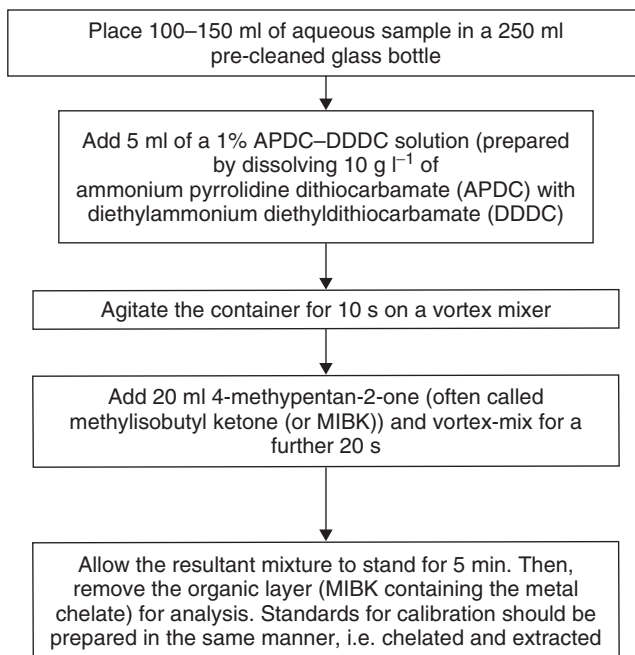 Place 100–150 ml of aqueous sample in a 250 ml
pre-cleaned glass bottle
Add 5 ml of a 1% APDC–DDDC solution (prepared
by dissolving 10 g l⁻¹ of
ammonium pyrrolidine dithiocarbamate (APDC) with
diethylammonium diethyldithiocarbamate (DDDC)
Agitate the container for 10 s on a vortex mixer
Add 20 ml 4-methypentan-2-one (often called
methylisobutyl ketone (or MIBK)) and vortex-mix for a
further 20 s
Allow the resultant mixture to stand for 5 min. Then,
remove the organic layer (MIBK containing the metal
chelate) for analysis. Standards for calibration should be
prepared in the same manner, i.e. chelated and extracted